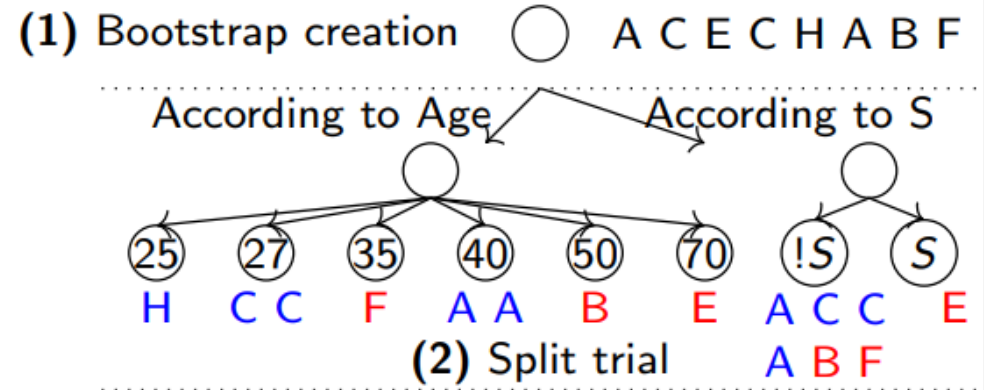 (1) Bootstrap creation A C E C H A B F
According to Age According to S
25 27 35 40 50 70 !S S
H C C F A A B E A C C E
(2) Split trial A B F